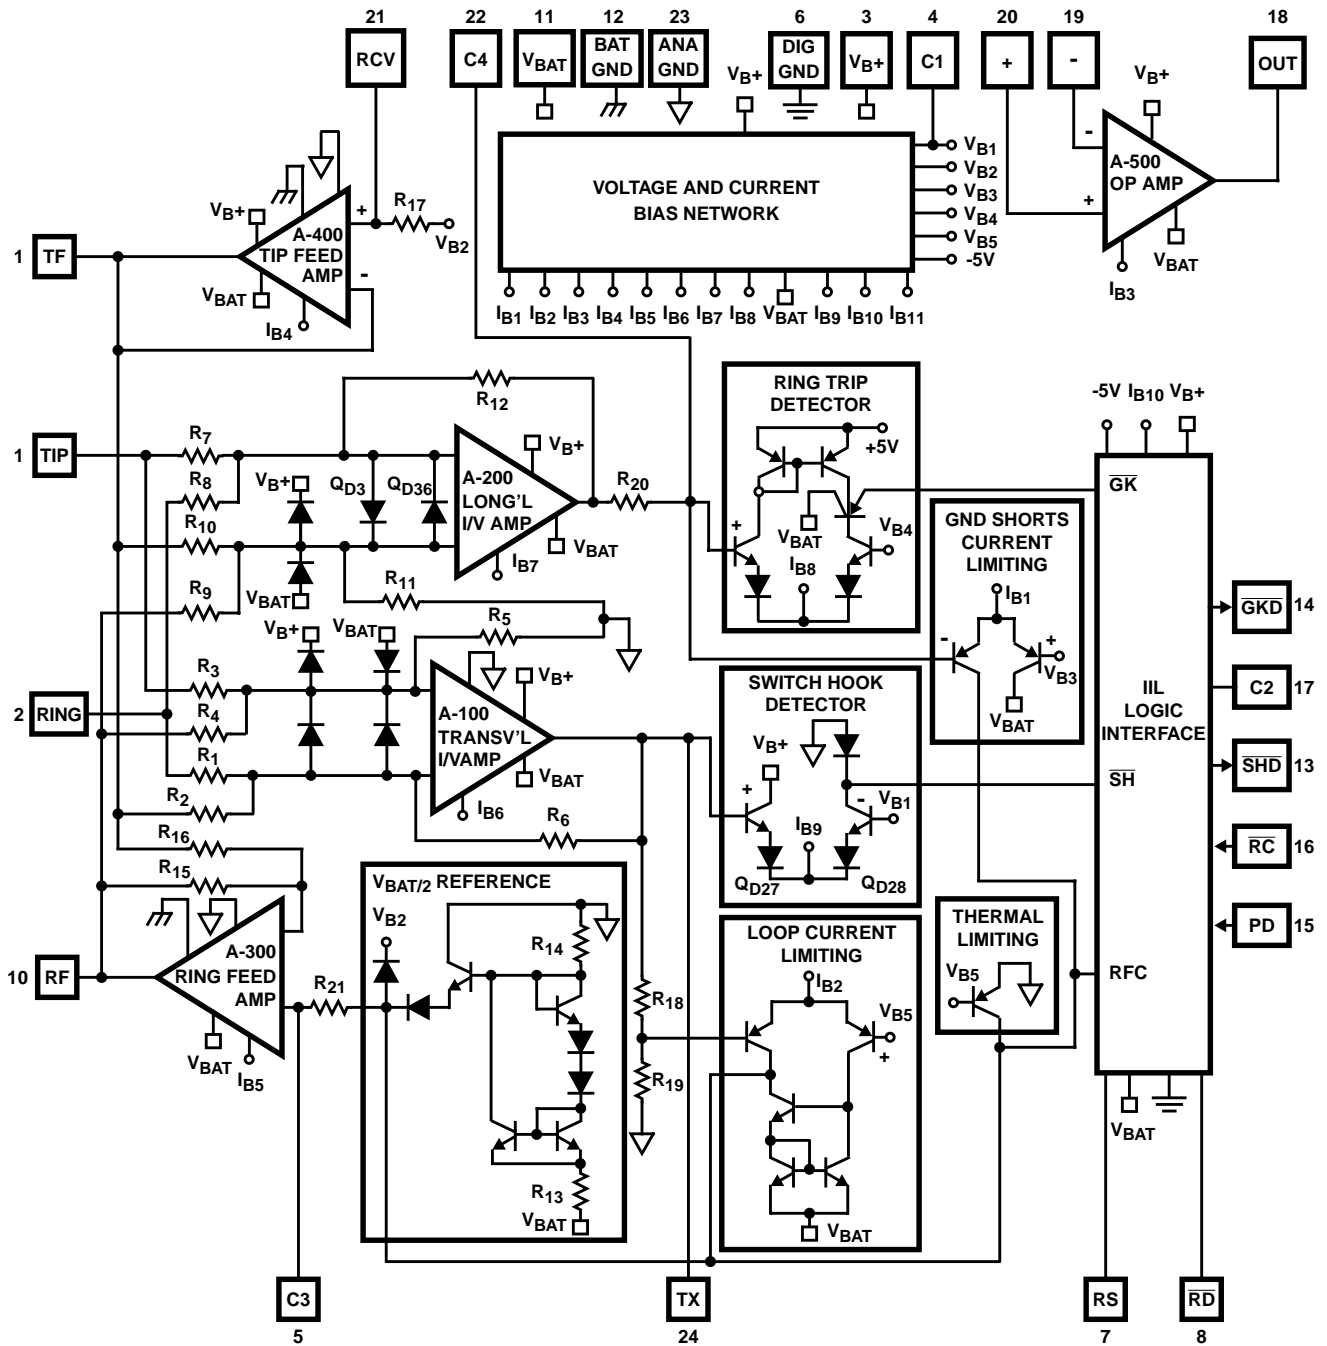 21 22 11 12 23 6 3 4 20 19 18
RCV
C4
VBAT
BAT
GND
ANA
GND
DIG
GND
VB+
C1
+
-
OUT
VB+
VB+
VOLTAGE AND CURRENT
BIAS NETWORK
VB1
VB2
VB3
VB4
VB5
-5V
IB1 IB2 IB3 IB4 IB5 IB6 IB7 IB8 VBAT IB9 IB10 IB11
-
A-500
OP AMP
+
VBAT
IB3
R17
VB2
VB+
+
A-400
TIP FEED
AMP
-
VBAT
IB4
1 TF
R12
1 TIP
R7
R8
R10
R9
VB+
VBAT
QD3
QD36
A-200
LONG'L
I/V AMP
VB+
VBAT
IB7
R20
R11
R5
VB+
VBAT
R3
R4
R1
R2
R16
R15
2 RING
A-100
TRANSV'L
I/VAMP
VB+
VBAT
IB6
R6
RING TRIP
DETECTOR
+5V
+
VBAT
VB4
IB8
GND SHORTS
CURRENT
LIMITING
IB1
-
+
VB3
VBAT
SWITCH HOOK
DETECTOR
VB+
+
-
VB1
IB9
QD27
QD28
-5V IB10 VB+
GK
IIL
LOGIC
INTERFACE
SH
RFC
VBAT
GKD 14
C2 17
SHD 13
RC 16
PD 15
THERMAL
LIMITING
VB5
LOOP CURRENT
LIMITING
IB2
VB5
+
VBAT
VBAT/2 REFERENCE
VB2
R14
R13
VBAT
R18
R19
10 RF
A-300
RING FEED
AMP
R21
VBAT
IB5
C3
5
TX
24
RS
7
RD
8